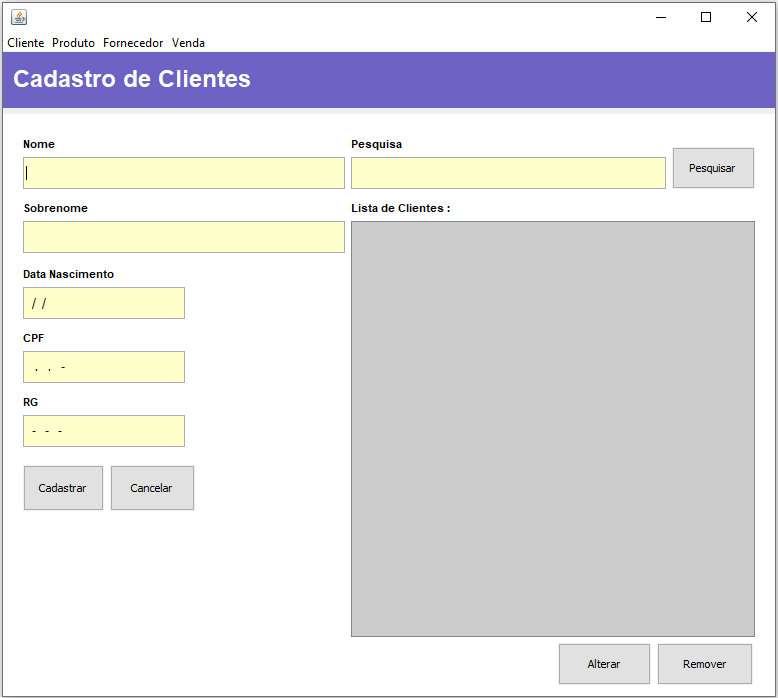 Cliente Produto Fornecedor Venda
Cadastro de Clientes
Nome
Pesquisa
Pesquisar
Sobrenome
Lista de Clientes :
Data Nascimento
/ /
CPF
. . -
RG
- - -
Cadastrar
Cancelar
Alterar
Remover